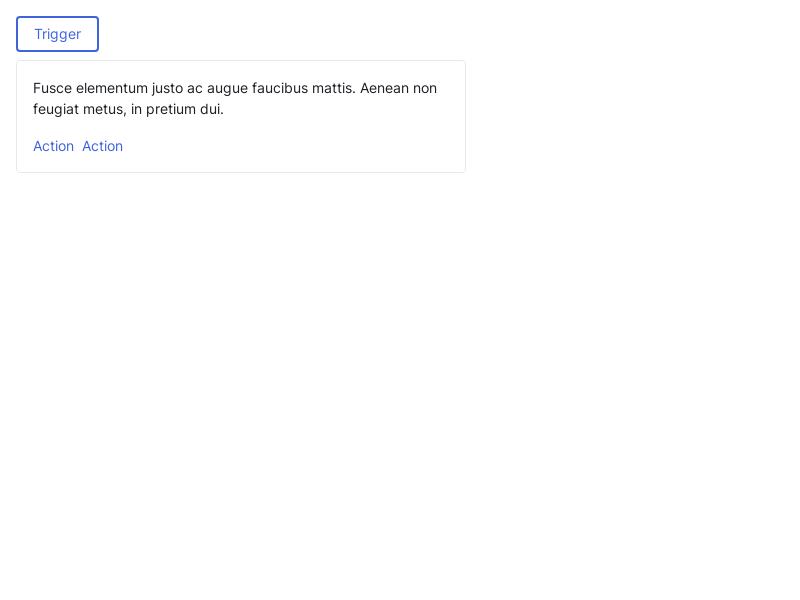 Trigger
Fusce elementum justo ac augue faucibus mattis. Aenean non
feugiat metus, in pretium dui.
Action Action